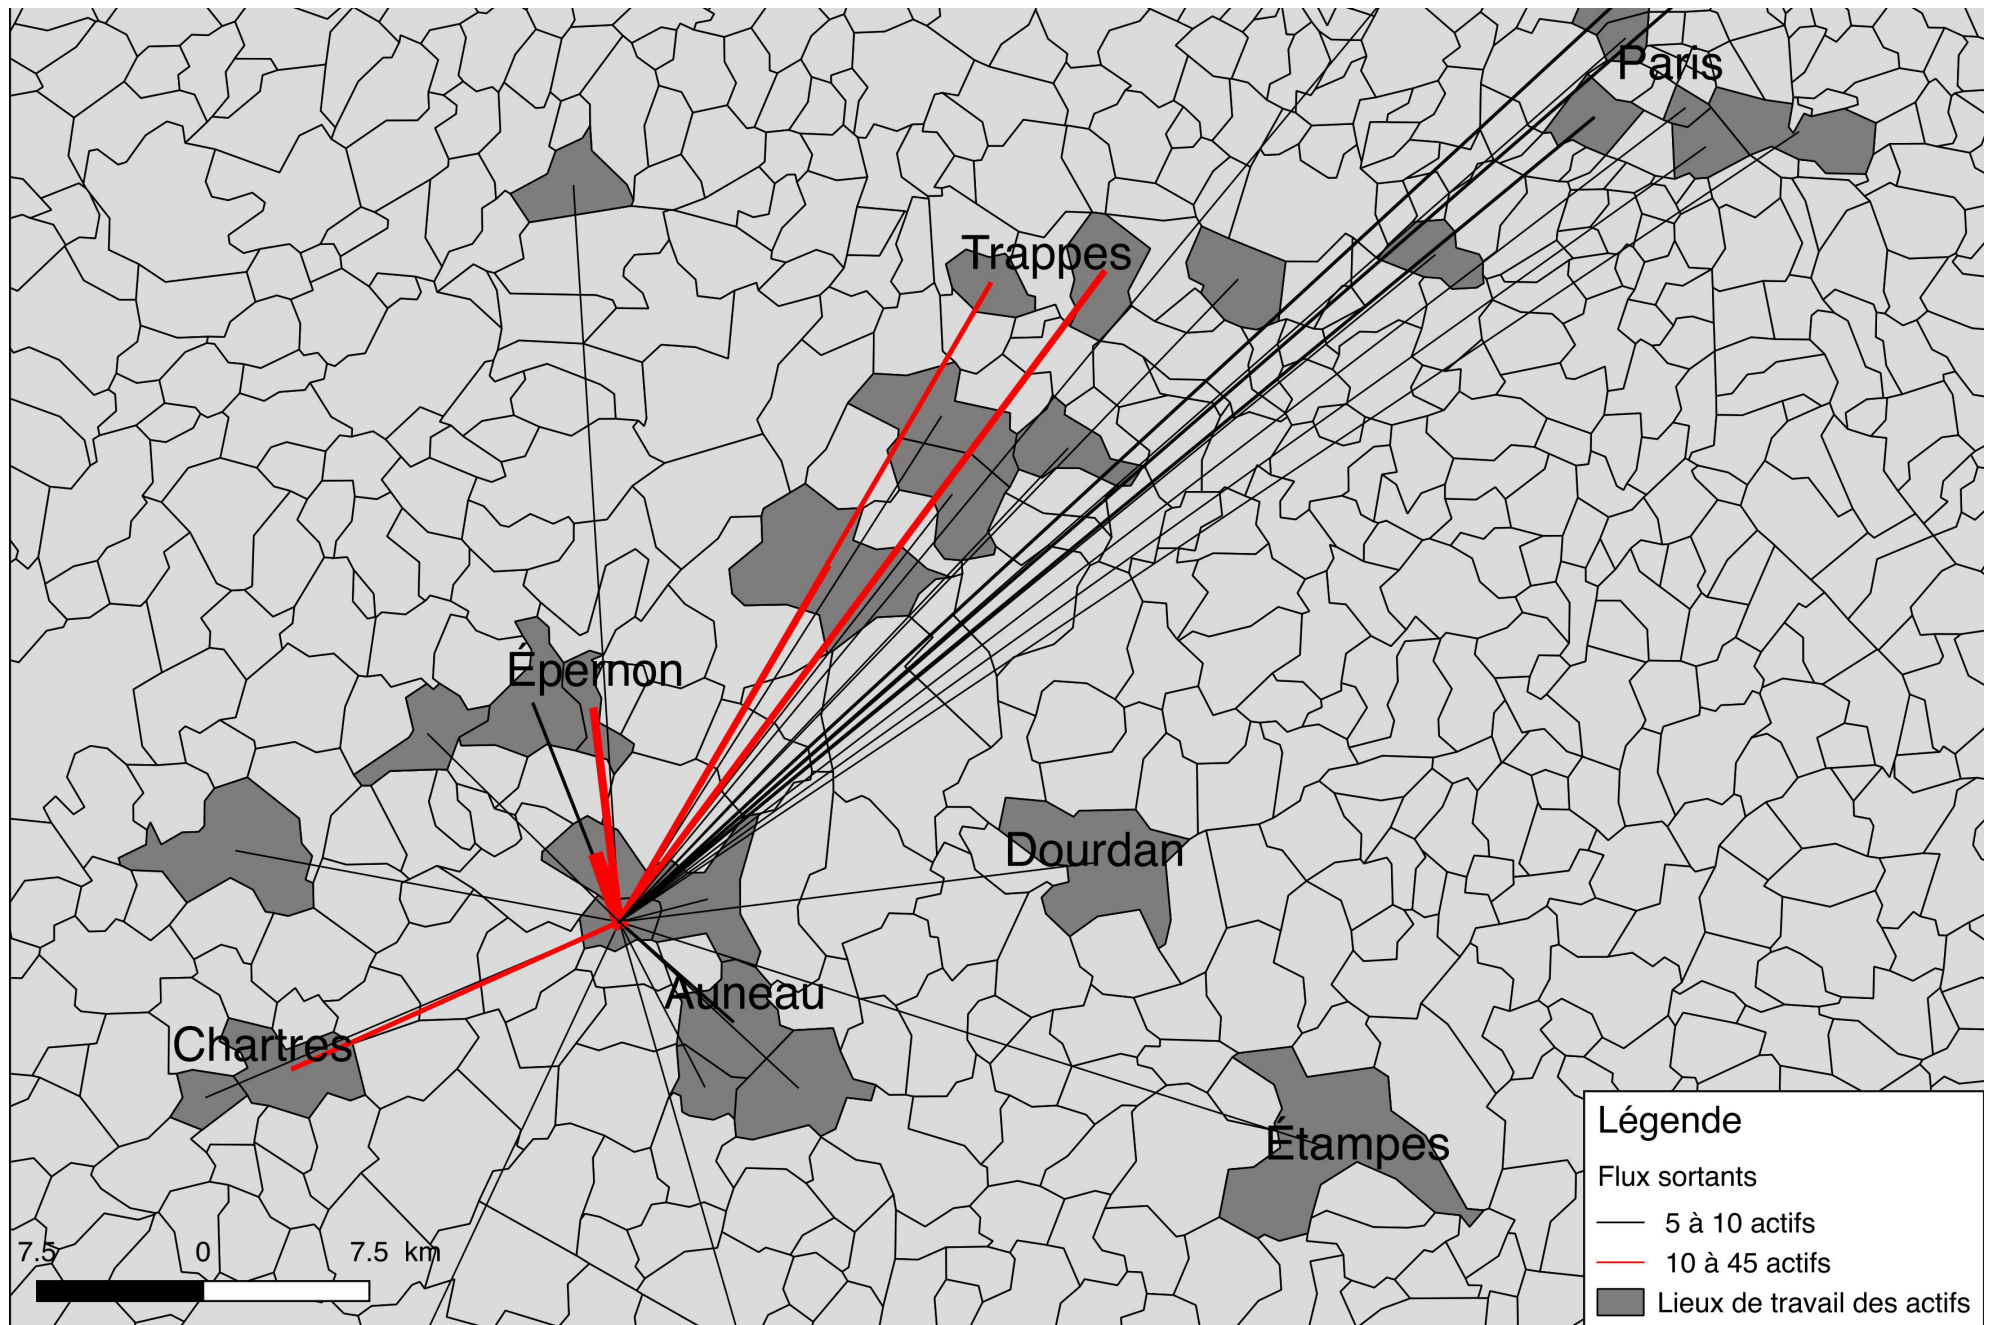 Paris
Trappes
Épernon
Dourdan
Auneau
Chartres
Étampes
7.5 0 7.5 km
Légende
Flux sortants
5 à 10 actifs
10 à 45 actifs
Lieux de travail des actifs